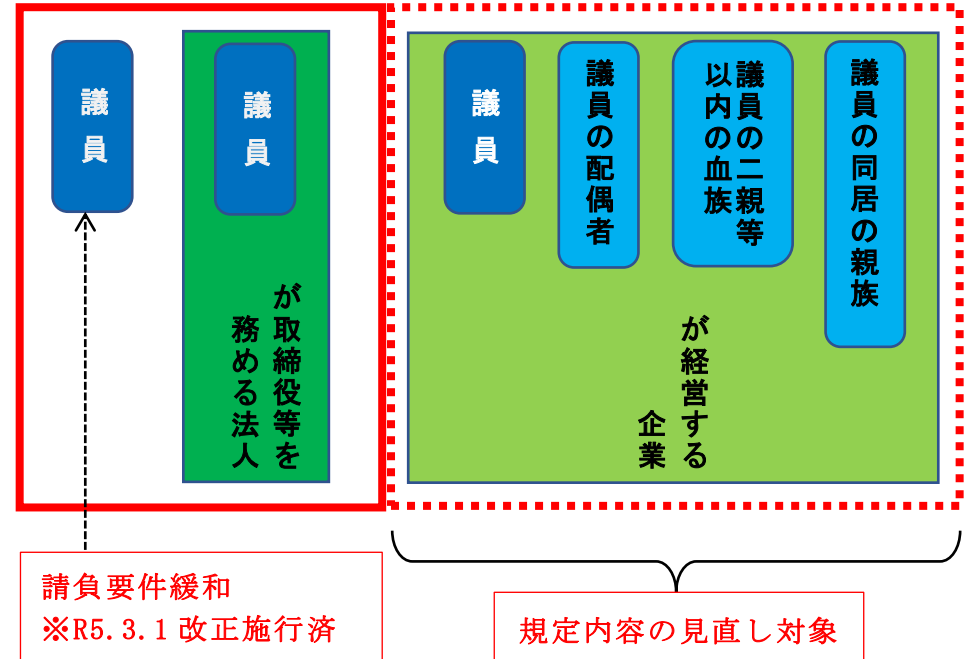 議員
議員
が取締役等を
務める法人
議員
議員の配偶者
議員の二親等
以内の血族
議員の同居の親族
が経営する
企業
請負要件緩和
※R5.3.1改正施行済
規定内容の見直し対象